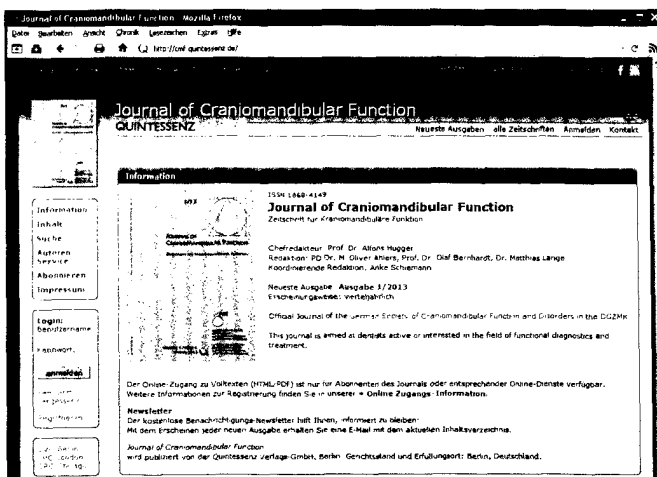 Journal of Craniomandibular Function - Mozilla Firefox
Datei Bearbeiten Ansicht Chronik Lesezeichen Extras Hilfe
http://cmf.quintessenz.de/
Journal of Craniomandibular Function
QUINTESSENZ
Neueste Ausgaben alle Zeitschriften Anmelden Kontakt
Information
Inhalt
Suche
Autoren
Service
Abonnieren
Impressum
Login:
Benutzername
Kennwort:
anmelden
Registrieren
Information
ISSN 1868-4149
Journal of Craniomandibular Function
Zeitschrift für Kraniomandibuläre Funktion
Chefredakteur: Prof. Dr. Alfons Hugger
Redaktion: PD Dr. M. Oliver Ahlers, Prof. Dr. Olaf Bernhardt, Dr. Matthias Lange
Koordinierende Redaktion: Anke Schiemann
Neueste Ausgabe: Ausgabe 3/2013
Erscheinungsweise: vierteljährlich
Official Journal of the German Society of Craniomandibular Function and Disorders in the DGZMK
This journal is aimed at dentists active or interested in the field of functional diagnostics and
treatment.
Der Online-Zugang zu Volltexten (HTML/PDF) ist nur für Abonnenten des Journals oder entsprechender Online-Dienste verfügbar.
Weitere Informationen zur Registrierung finden Sie in unserer Online Zugangs-Information.
Newsletter
Der kostenlose Benachrichtigungs-Newsletter hilft Ihnen, informiert zu bleiben:
Mit dem Erscheinen jeder neuen Ausgabe erhalten Sie eine E-Mail mit dem aktuellen Inhaltsverzeichnis.
Journal of Craniomandibular Function
wird publiziert von der Quintessenz Verlags-GmbH, Berlin. Gerichtsstand und Erfüllungsort: Berlin, Deutschland.